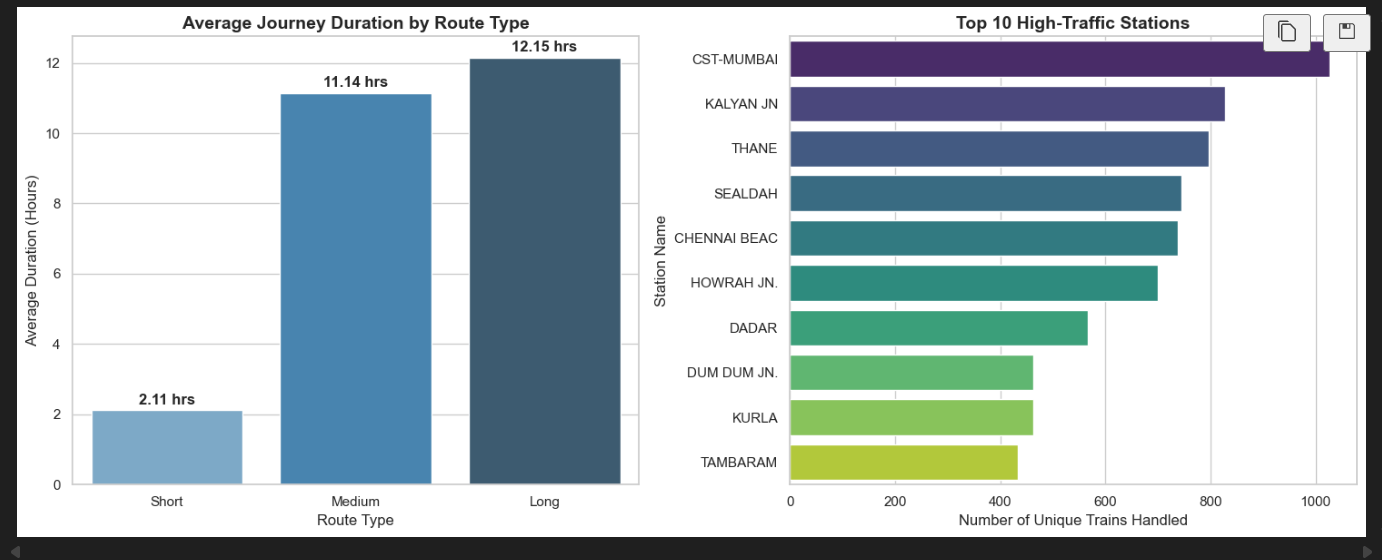 Average Journey Duration by Route Type
12.15 hrs
11.14 hrs
2.11 hrs
Average Duration (Hours)
12
10
8
6
4
2
0
Short Medium Long
Route Type
Top 10 High-Traffic Stations
Station Name
CST-MUMBAI
KALYAN JN
THANE
SEALDAH
CHENNAI BEAC
HOWRAH JN.
DADAR
DUM DUM JN.
KURLA
TAMBARAM
0 200 400 600 800 1000
Number of Unique Trains Handled